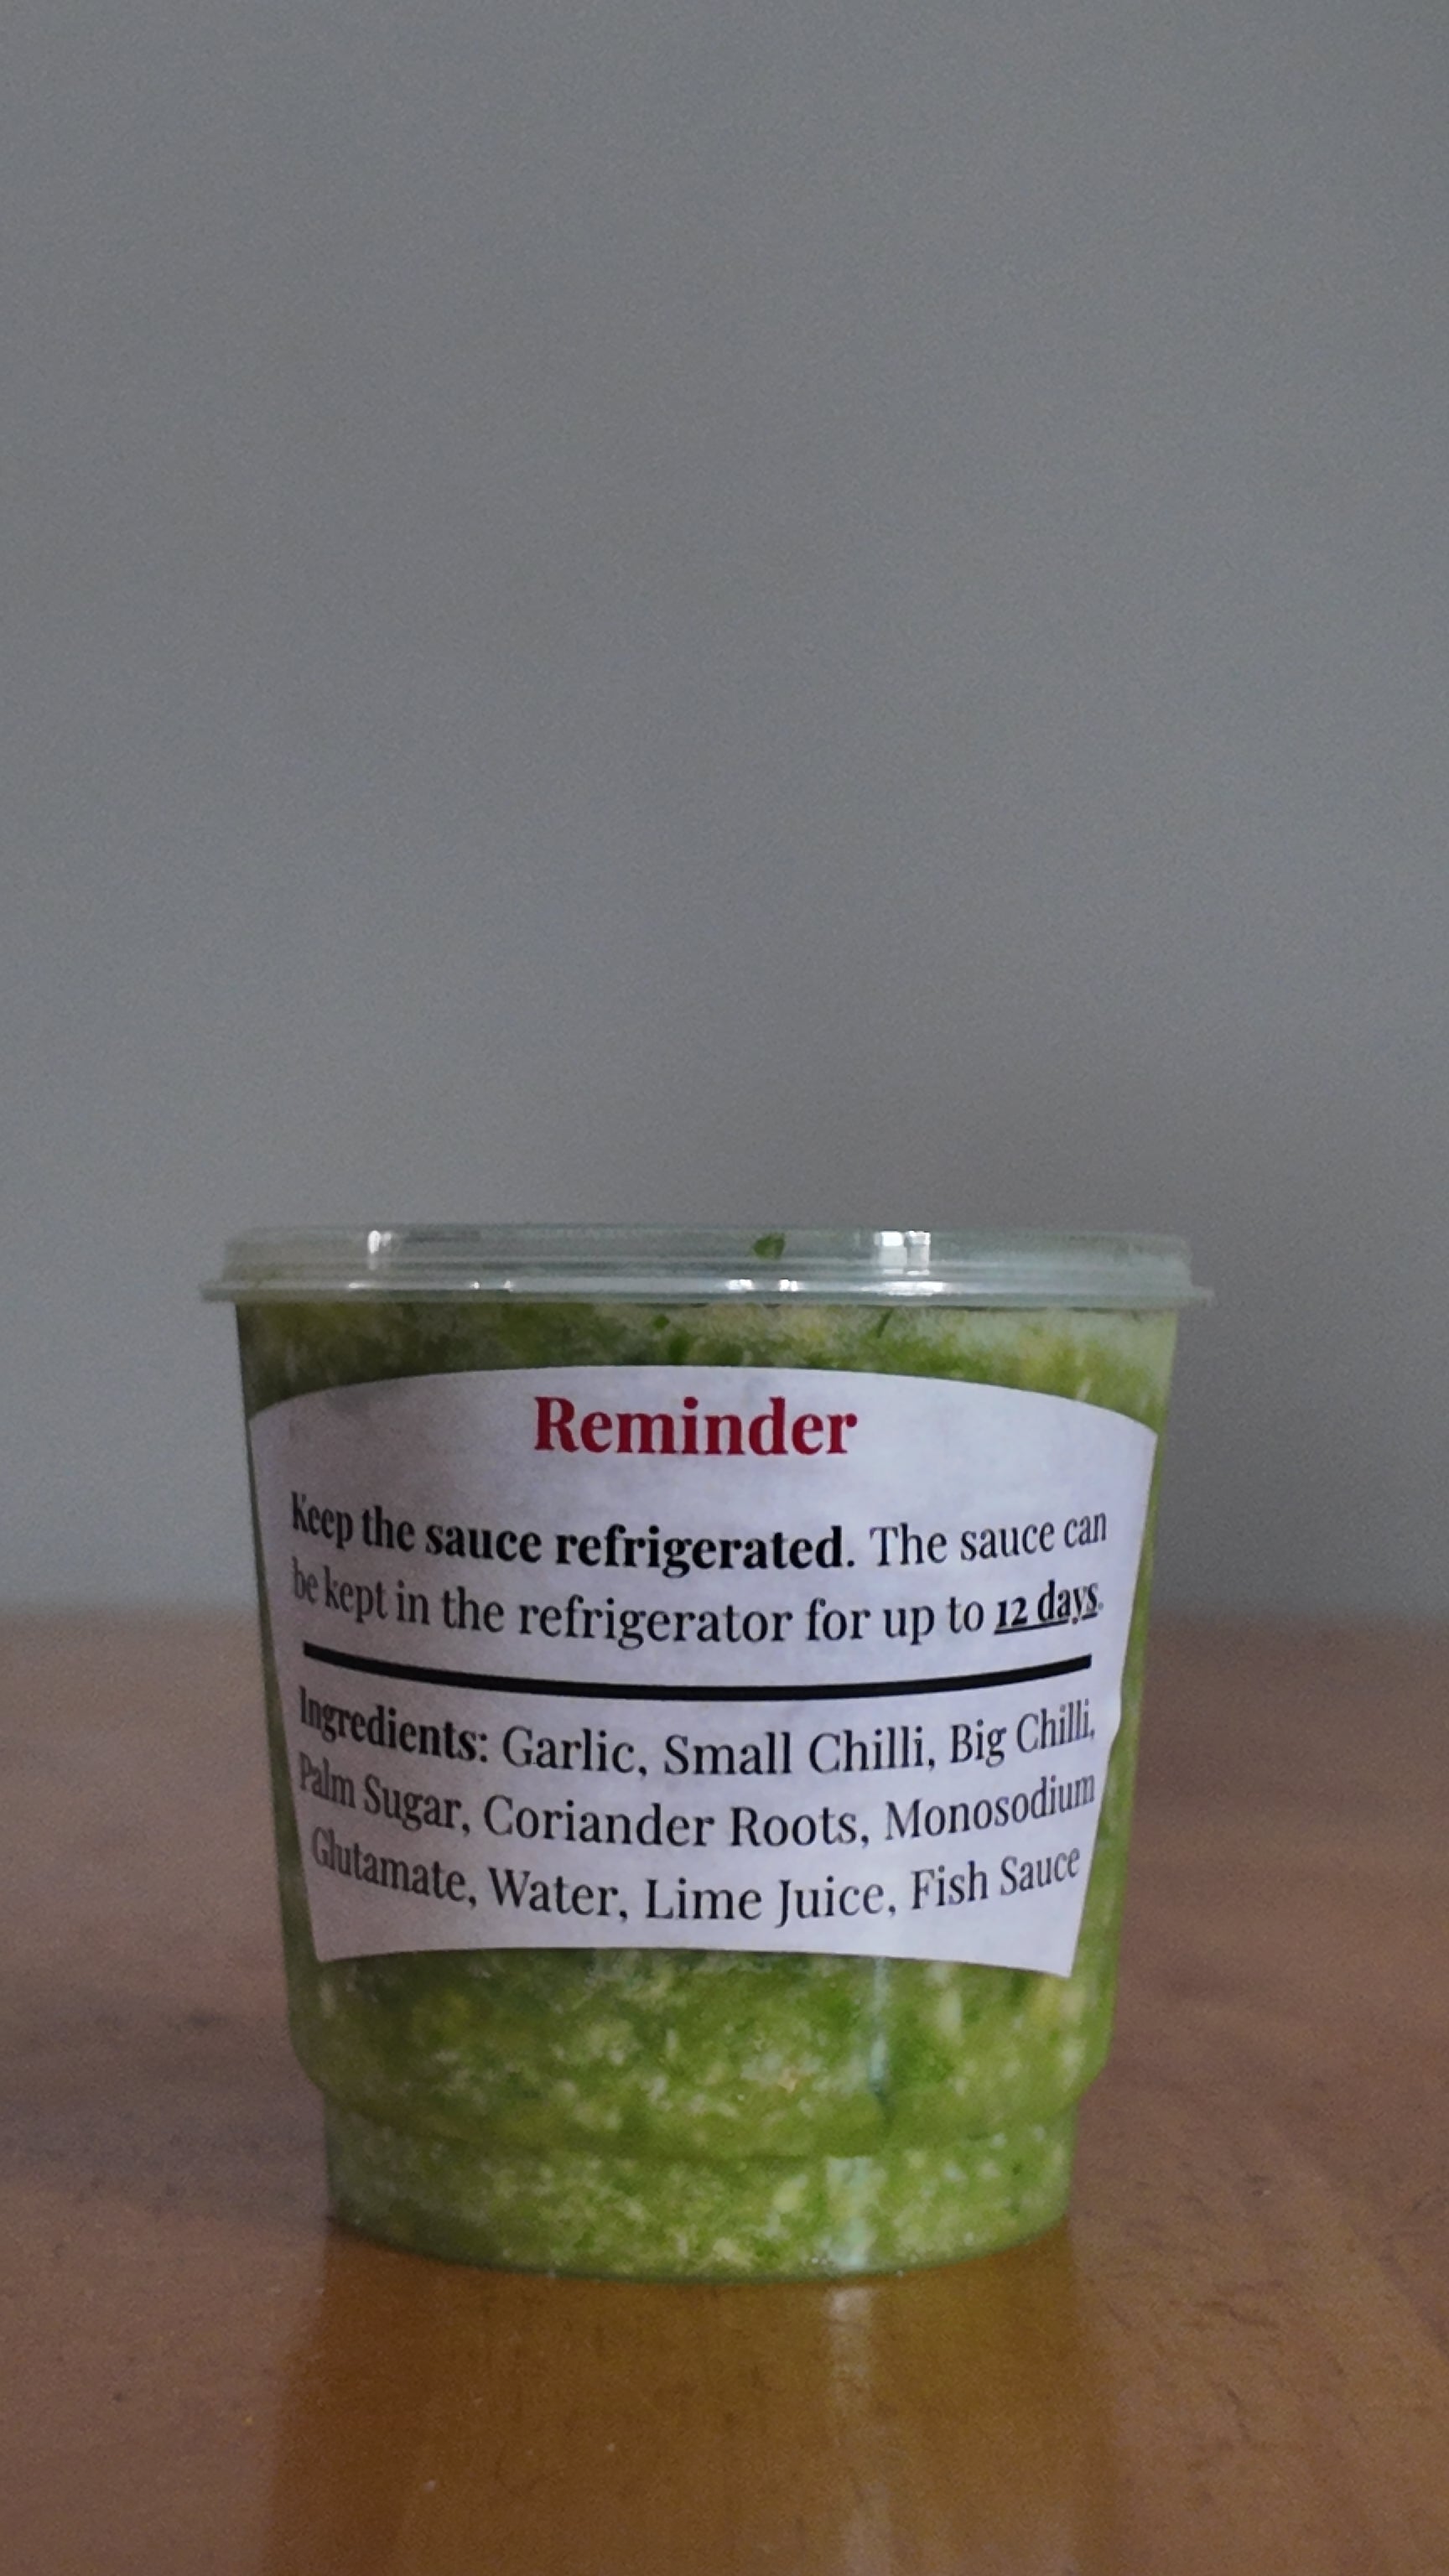 Reminder
Keep the sauce refrigerated. The sauce can
be kept in the refrigerator for up to 12 days.
Ingredients: Garlic, Small Chilli, Big Chilli,
Palm Sugar, Coriander Roots, Monosodium
Glutamate, Water, Lime Juice, Fish Sauce